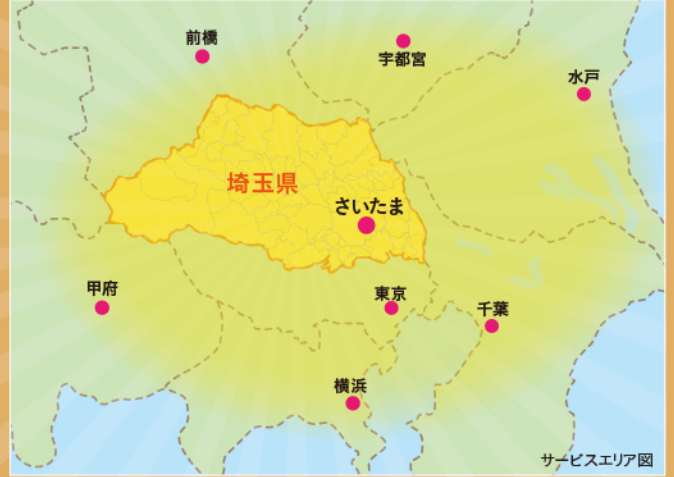 前橋
宇都宮
水戸
埼玉県
さいたま
甲府
東京
千葉
横浜
サービスエリア図